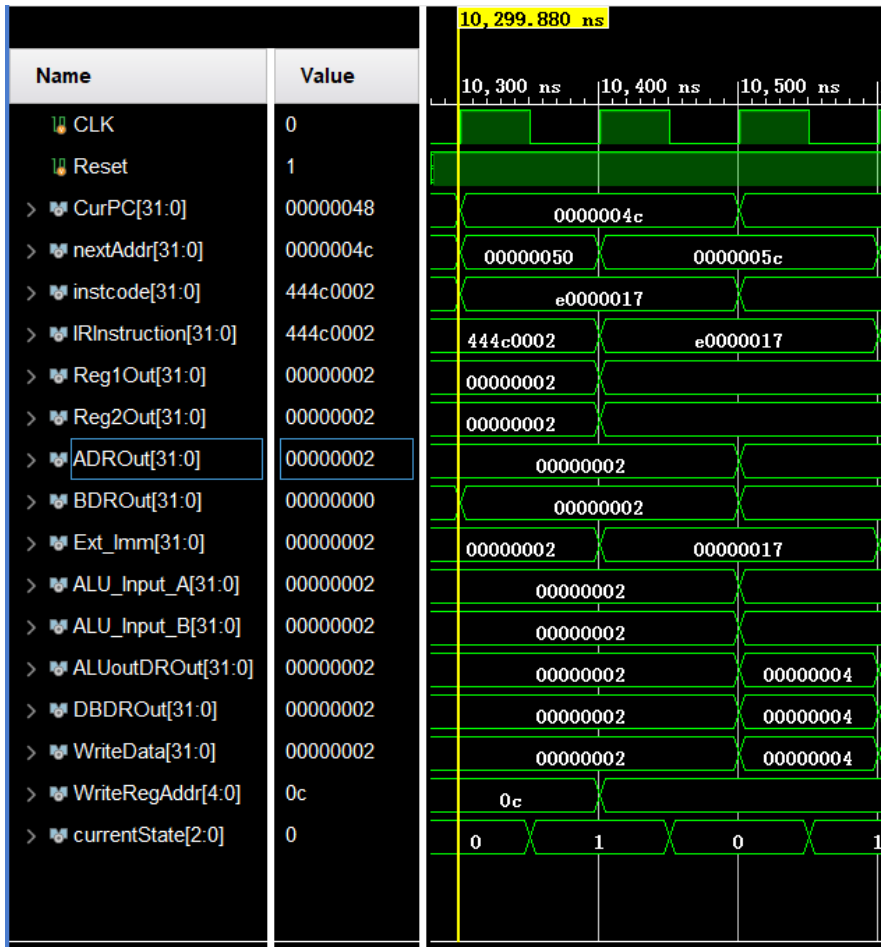 10,299.880 ns
Name Value
10,300 ns 10,400 ns 10,500 ns
CLK 0
Reset 1
CurPC[31:0] 00000048 0000004c
nextAddr[31:0] 0000004c 00000050 0000005c
instcode[31:0] 444c0002 e0000017
IRInstruction[31:0] 444c0002 444c0002 e0000017
Reg1Out[31:0] 00000002 00000002
Reg2Out[31:0] 00000002 00000002
ADROut[31:0] 00000002 00000002
BDROut[31:0] 00000000 00000002
Ext_Imm[31:0] 00000002 00000002 00000017
ALU_Input_A[31:0] 00000002 00000002
ALU_Input_B[31:0] 00000002 00000002
ALUoutDROut[31:0] 00000002 00000002 00000004
DBDROut[31:0] 00000002 00000002 00000004
WriteData[31:0] 00000002 00000002 00000004
WriteRegAddr[4:0] 0c 0c
currentState[2:0] 0 0 1 0 1